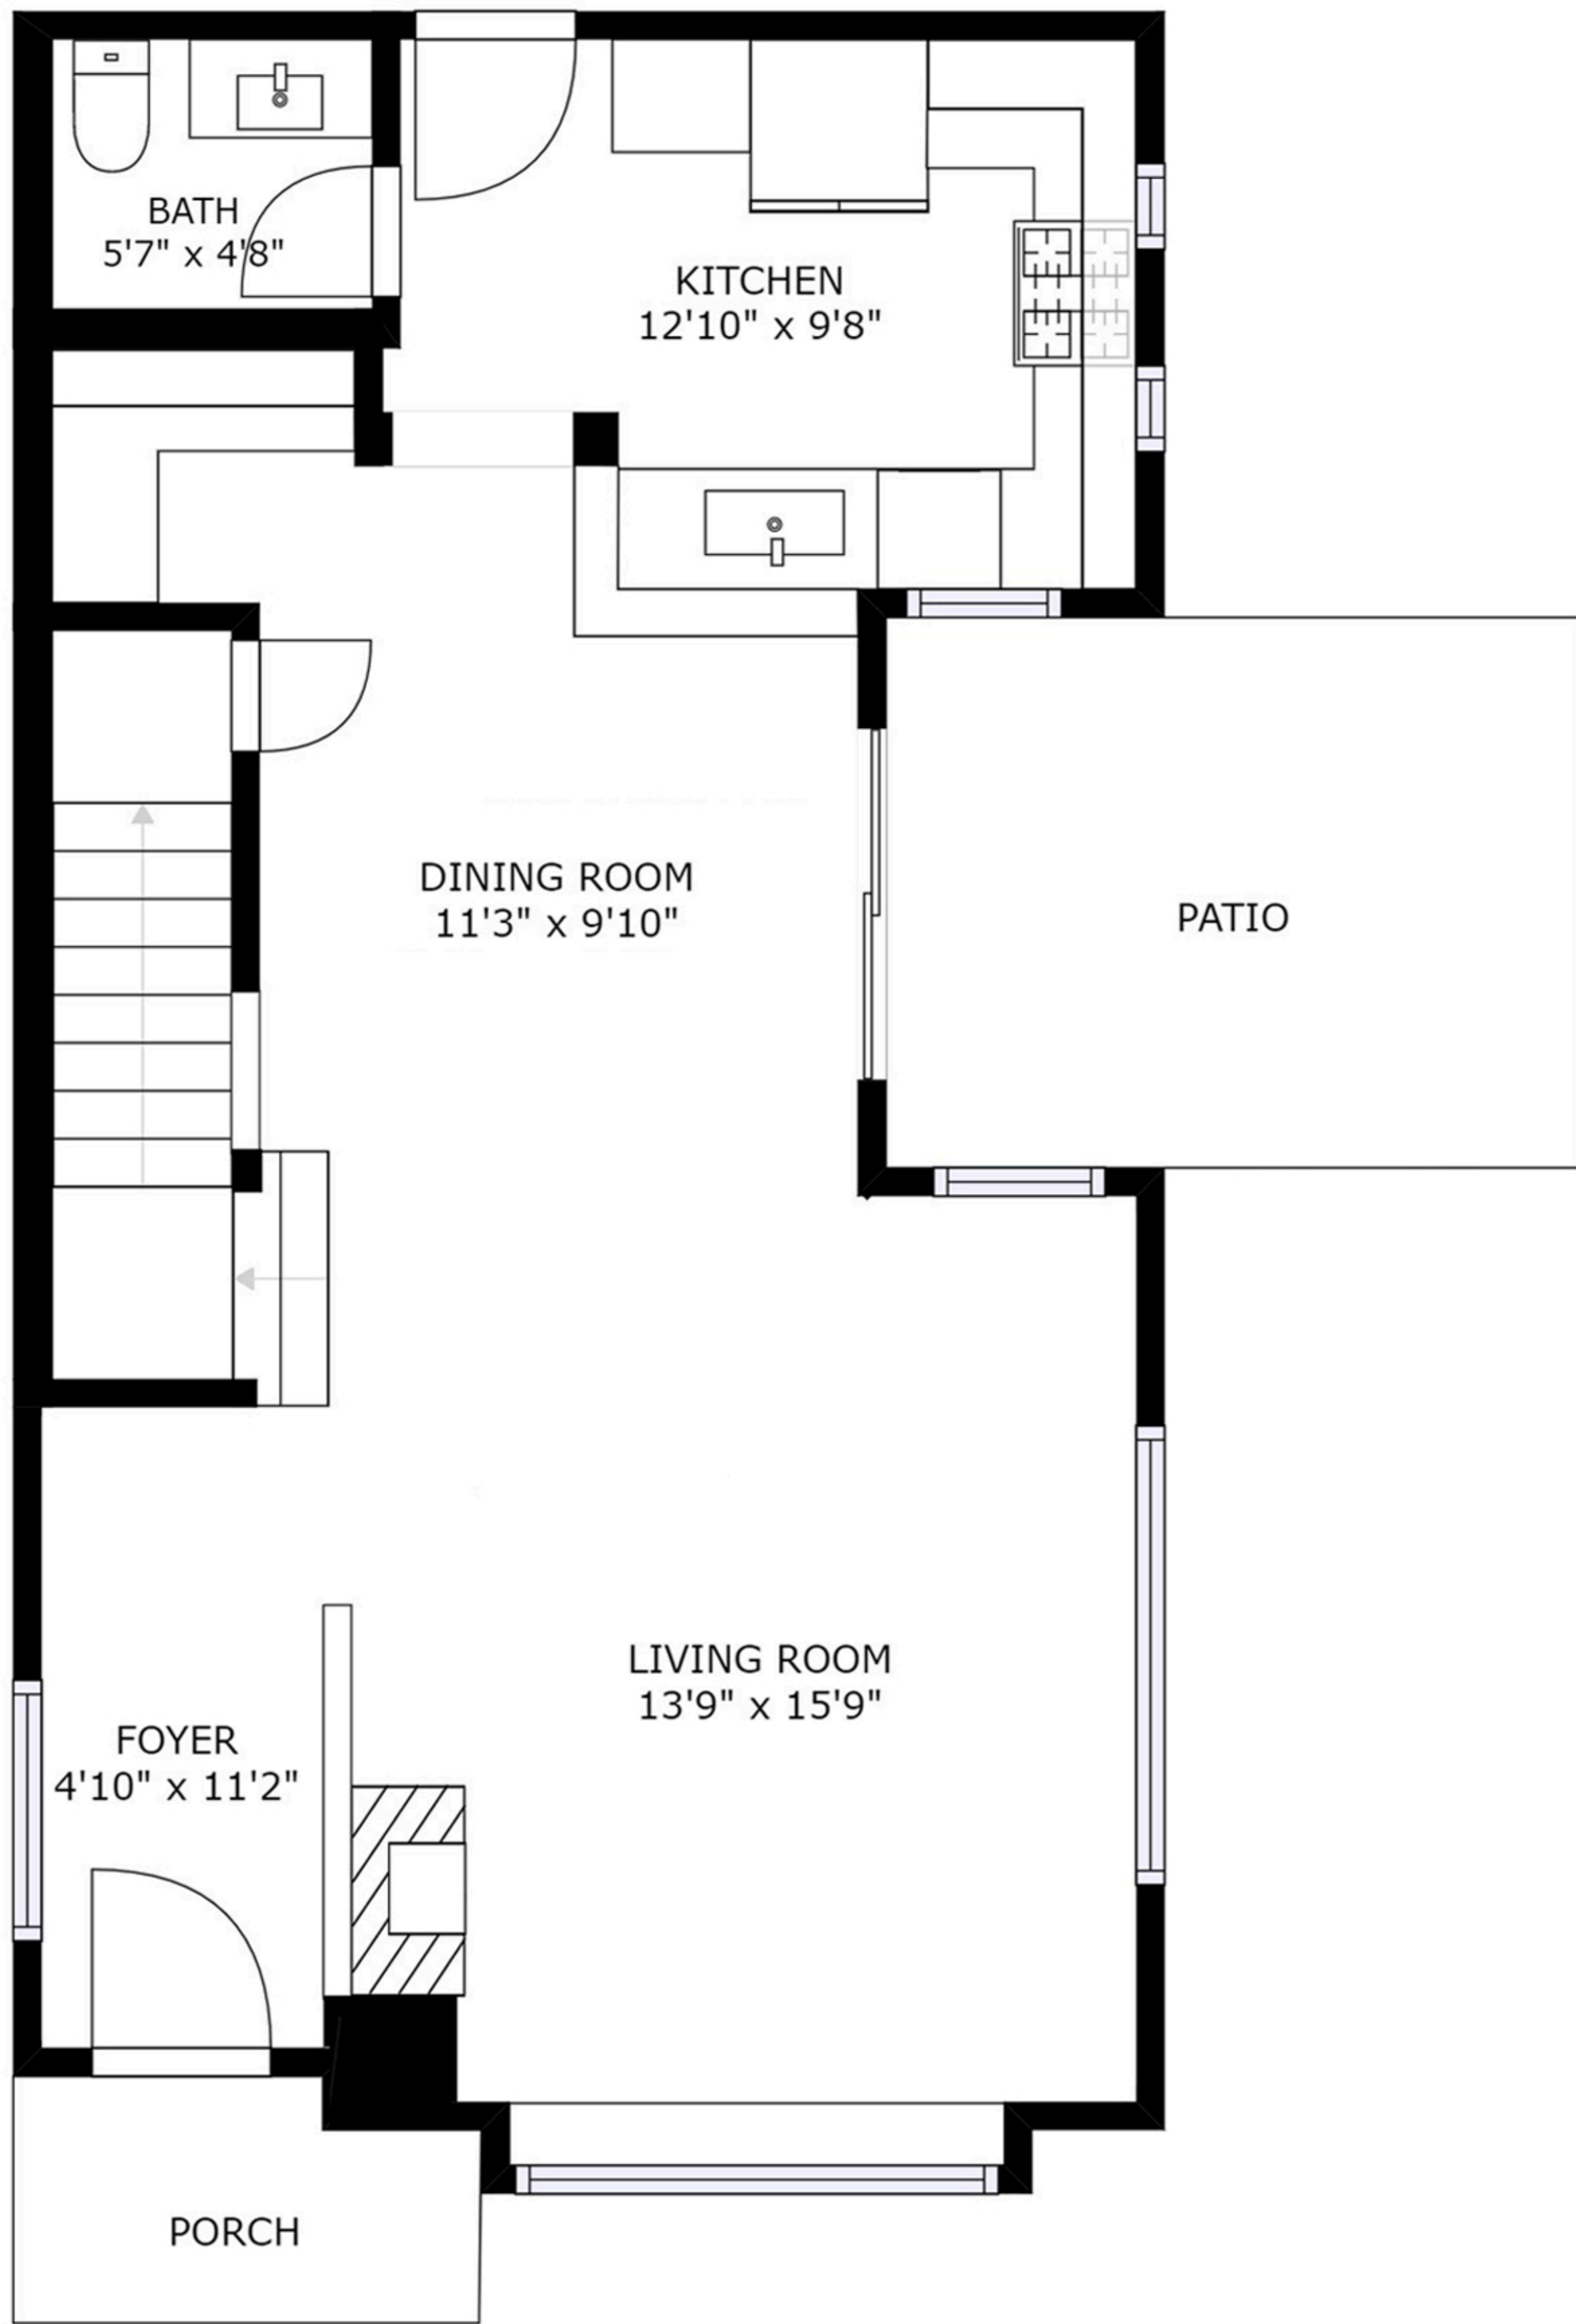 BATH
5'7" x 4'8"
KITCHEN
12'10" x 9'8"
DINING ROOM
11'3" x 9'10"
PATIO
LIVING ROOM
13'9" x 15'9"
FOYER
4'10" x 11'2"
PORCH